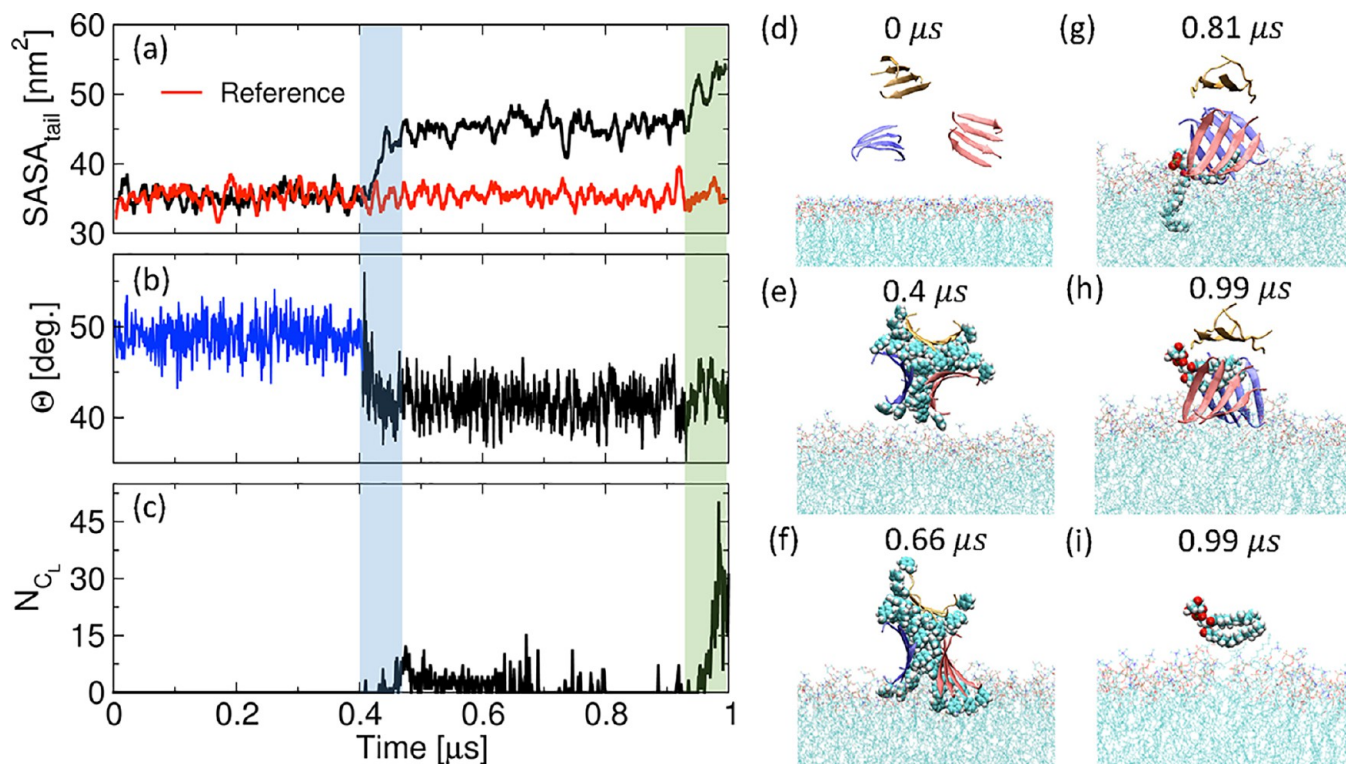 (a)
60
50
40
30
SASA_tail [nm²]
Reference
(b)
50
40
Θ [deg.]
(c)
45
30
15
0
N_C_L
0
0.2
0.4
0.6
0.8
1
Time [μs]
(d)
0 μs
(e)
0.4 μs
(f)
0.66 μs
(g)
0.81 μs
(h)
0.99 μs
(i)
0.99 μs